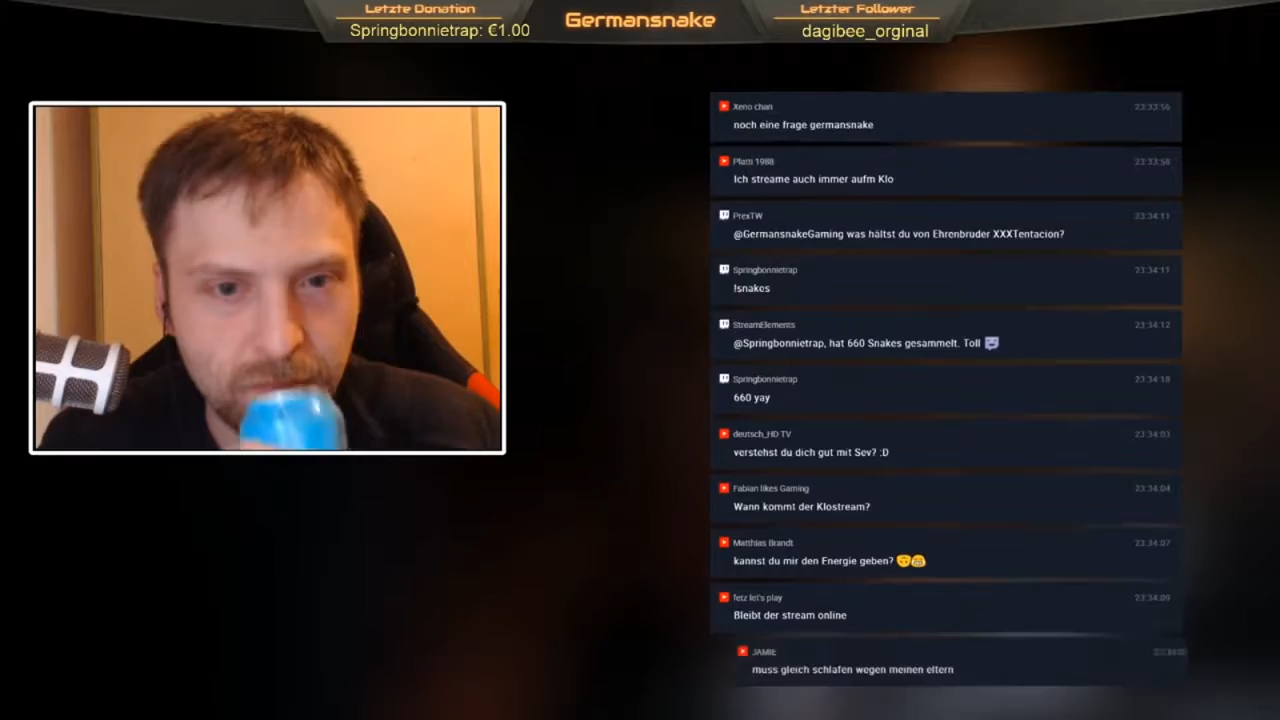 Letzte Donation
Springbonnietrap: €1.00
Germansnake
Letzter Follower
dagibee_orginal
Xeno chan 23:33:56
noch eine frage germansnake
Platti 1988 23:33:58
Ich streame auch immer aufm Klo
PrexTW 23:34:11
@GermansnakeGaming was hältst du von Ehrenbruder XXXTentacion?
Springbonnietrap 23:34:11
!snakes
StreamElements 23:34:12
@Springbonnietrap, hat 660 Snakes gesammelt. Toll
Springbonnietrap 23:34:18
660 yay
deutsch_HD TV 23:34:03
verstehst du dich gut mit Sev? :D
Fabian likes Gaming 23:34:04
Wann kommt der Klostream?
Matthias Brandt 23:34:07
kannst du mir den Energie geben? 🙃😂
fetz let's play 23:34:09
Bleibt der stream online
JAMIE
muss gleich schlafen wegen meinen eltern